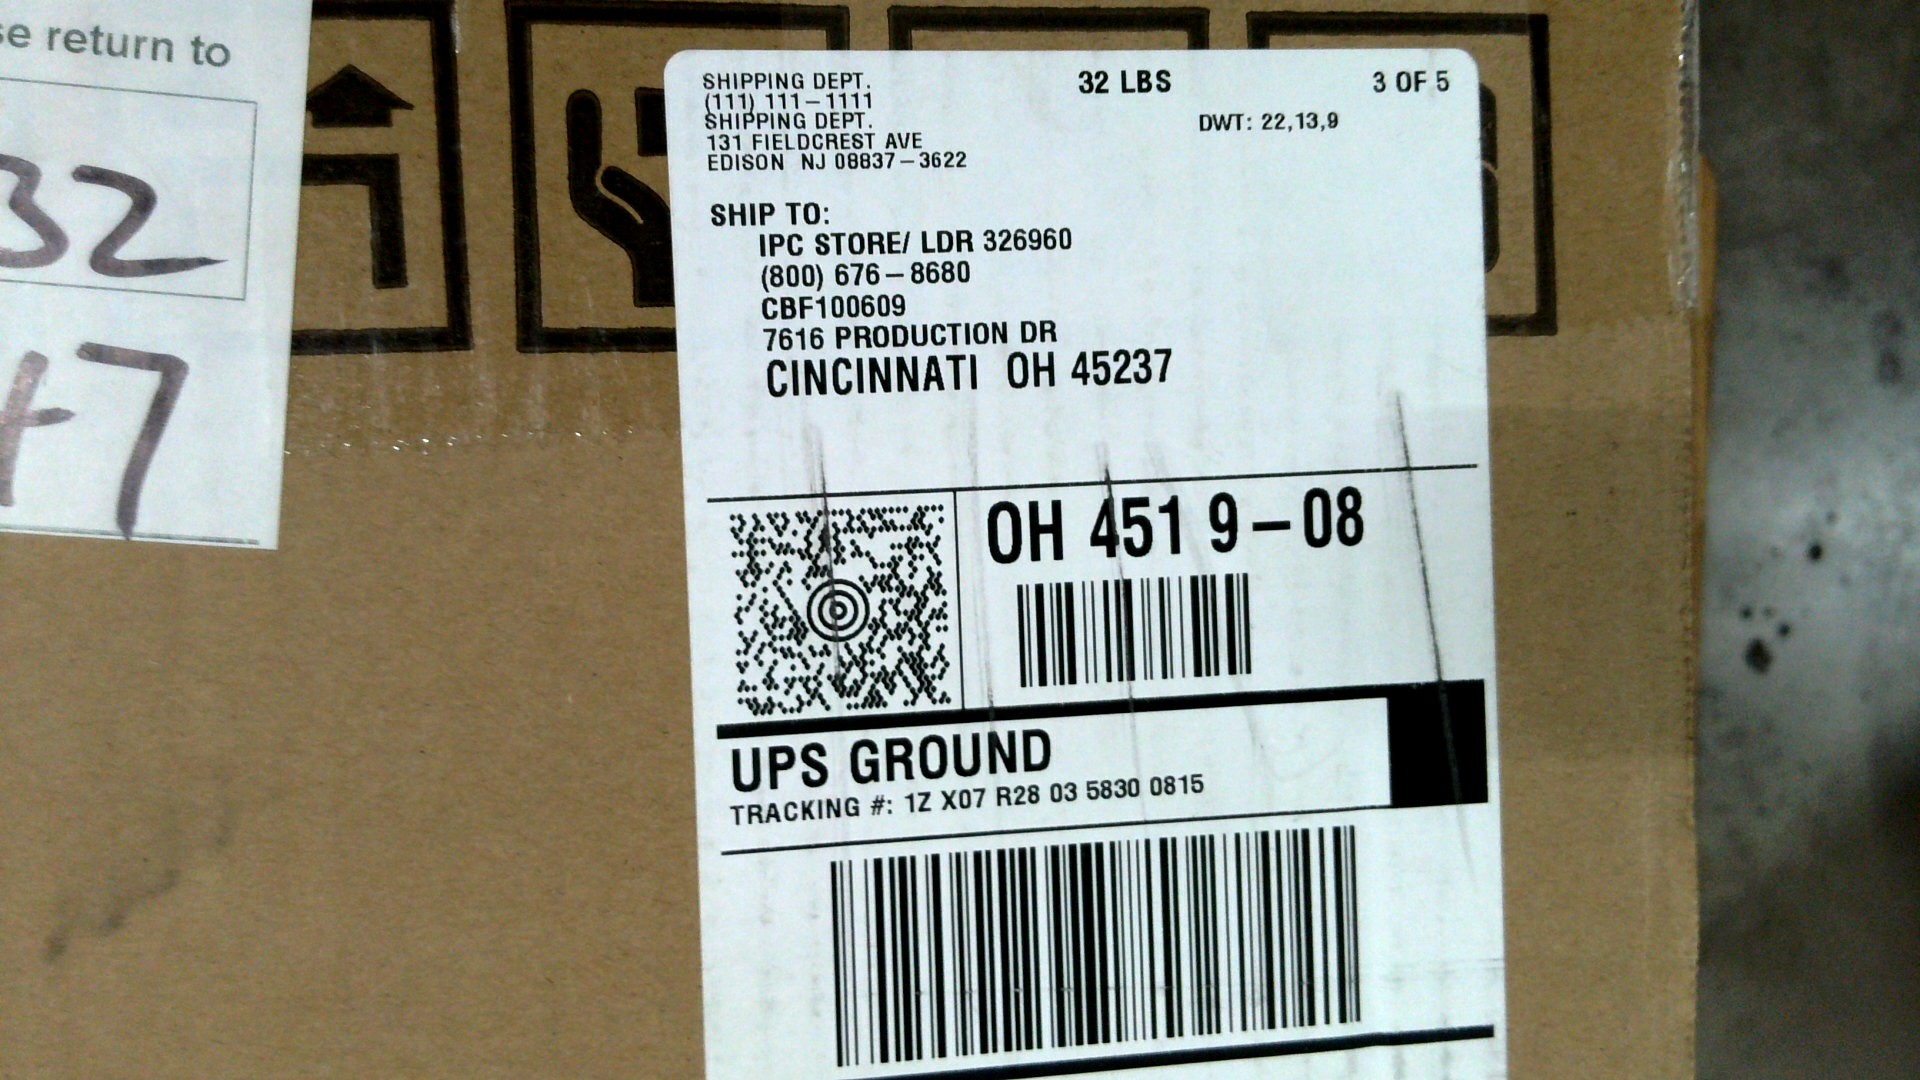 se return to
32
+7
SHIPPING DEPT.
(111) 111-1111
SHIPPING DEPT.
131 FIELDCREST AVE
EDISON NJ 08837-3622
32 LBS
3 OF 5
DWT: 22,13,9
SHIP TO:
IPC STORE/ LDR 326960
(800) 676-8680
CBF100609
7616 PRODUCTION DR
CINCINNATI OH 45237
OH 451 9-08
UPS GROUND
TRACKING #: 1Z X07 R28 03 5830 0815